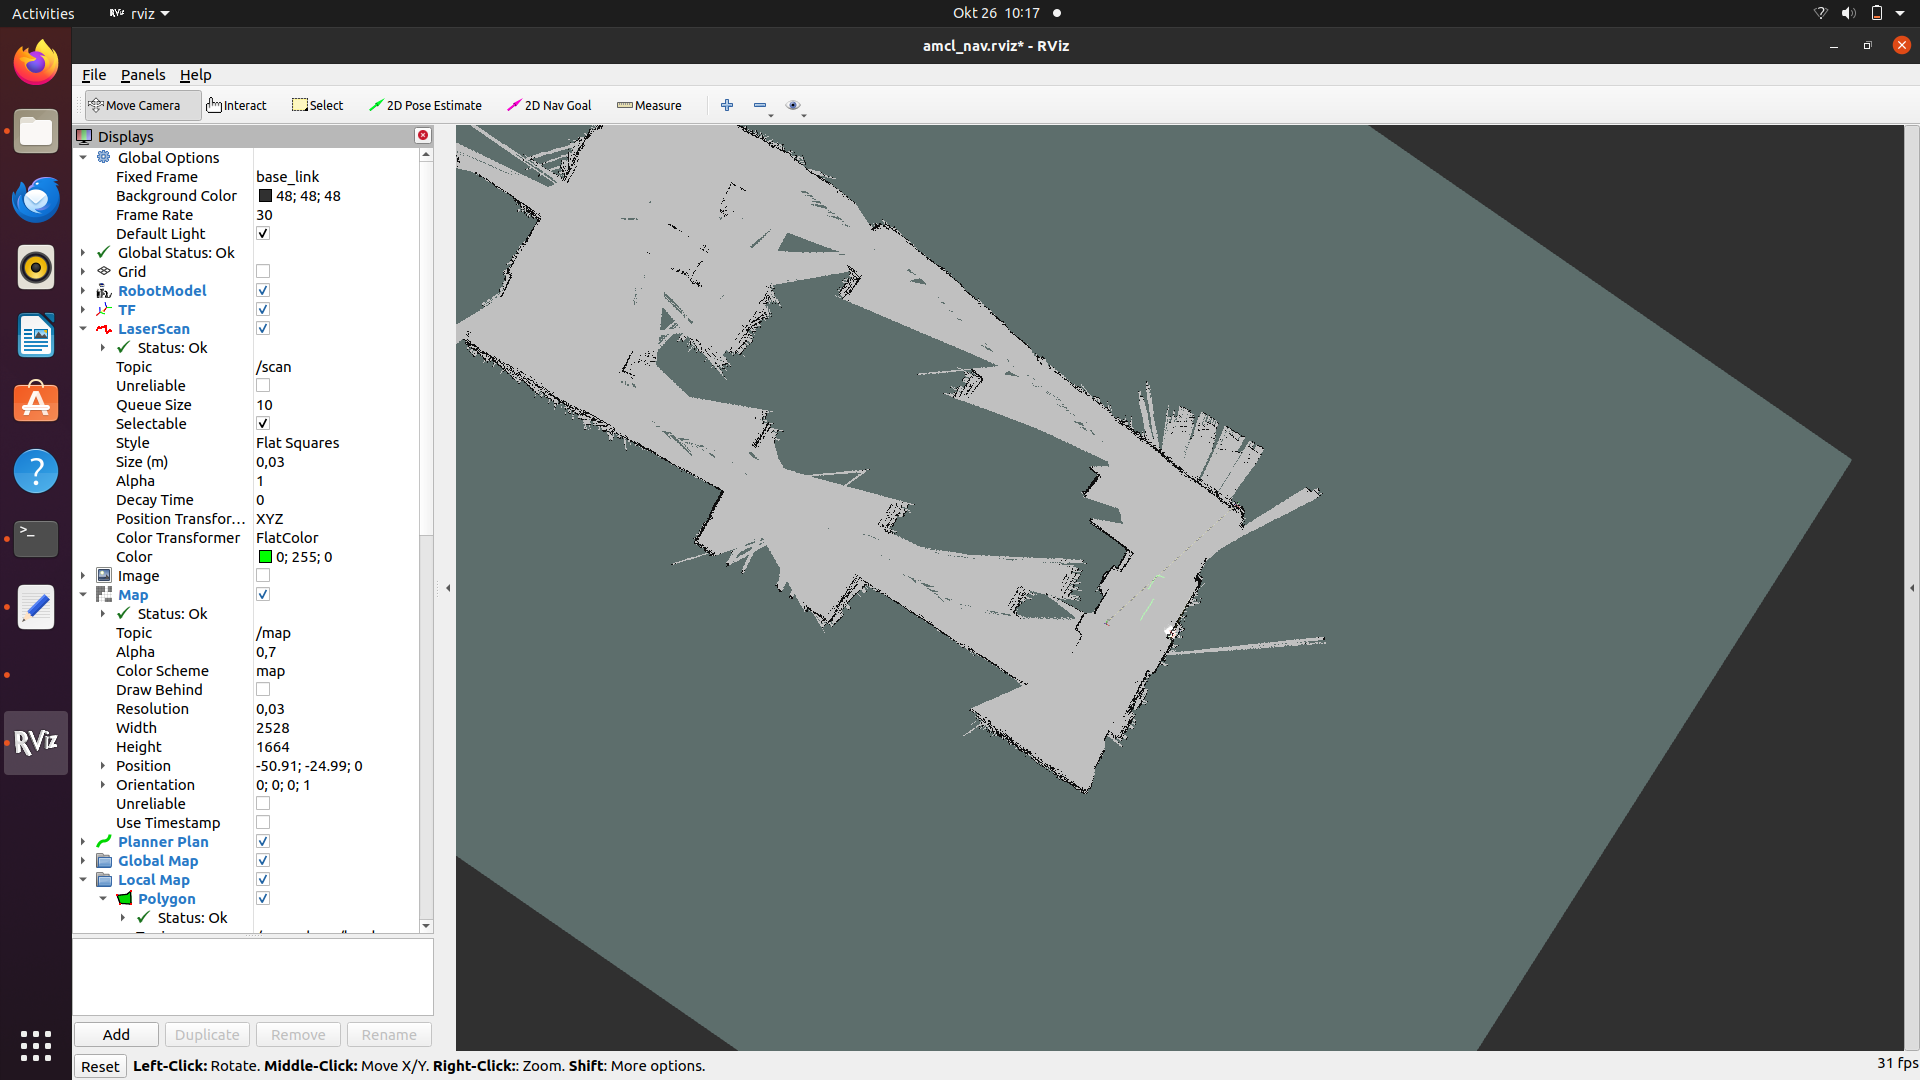 Activities
rviz
Okt 26 10:17
amcl_nav.rviz* - RViz
File Panels Help
Move Camera Interact Select 2D Pose Estimate 2D Nav Goal Measure
Displays
Global Options
Fixed Frame base_link
Background Color 48; 48; 48
Frame Rate 30
Default Light
Global Status: Ok
Grid
RobotModel
TF
LaserScan
Status: Ok
Topic /scan
Unreliable
Queue Size 10
Selectable
Style Flat Squares
Size (m) 0,03
Alpha 1
Decay Time 0
Position Transfor... XYZ
Color Transformer FlatColor
Color 0; 255; 0
Image
Map
Status: Ok
Topic /map
Alpha 0,7
Color Scheme map
Draw Behind
Resolution 0,03
Width 2528
Height 1664
Position -50.91; -24.99; 0
Orientation 0; 0; 0; 1
Unreliable
Use Timestamp
Planner Plan
Global Map
Local Map
Polygon
Status: Ok
RViz
Add Duplicate Remove Rename
Reset Left-Click: Rotate. Middle-Click: Move X/Y. Right-Click:: Zoom. Shift: More options.
31 fps